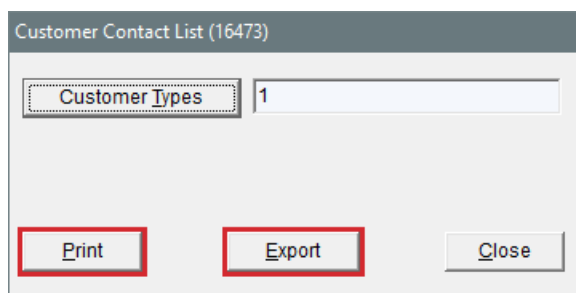 Customer Contact List (16473)
Customer Types 1
Print Export Close